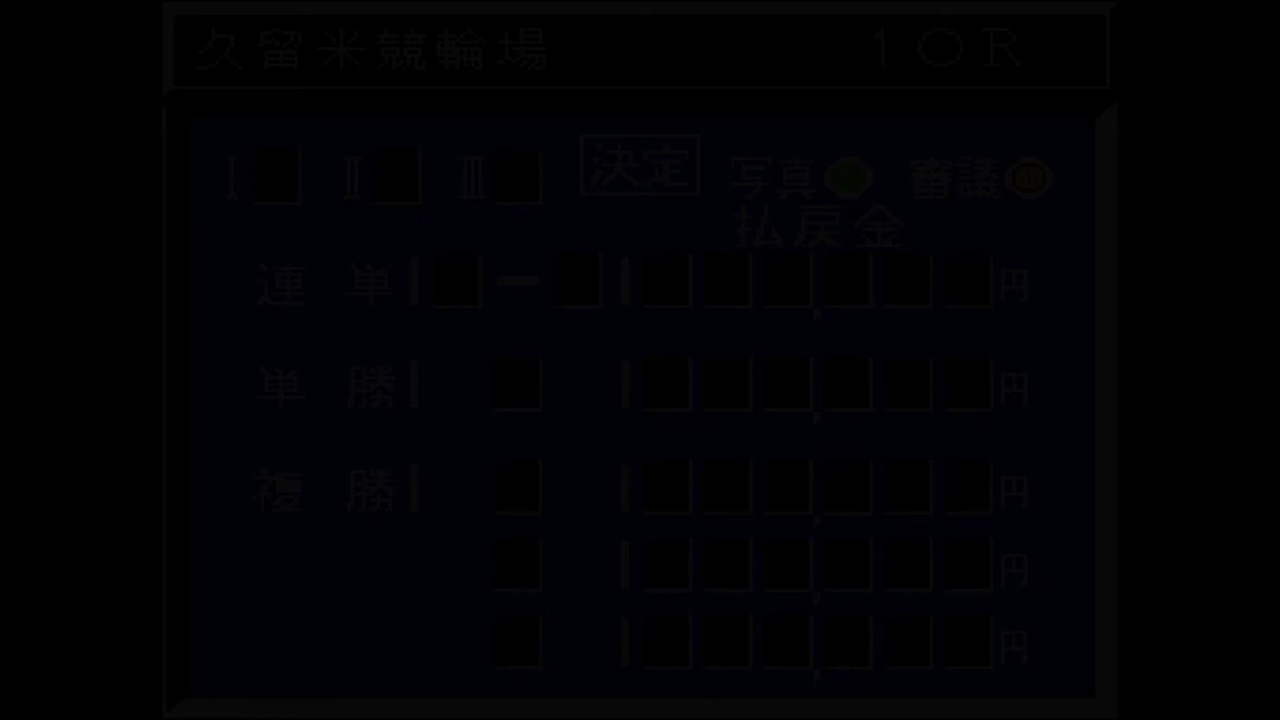 久留米競輪場 10R
Ⅰ Ⅱ Ⅲ 決定 写真 審議
払戻金
連単 ー 円
単勝 円
複勝 円
円
円